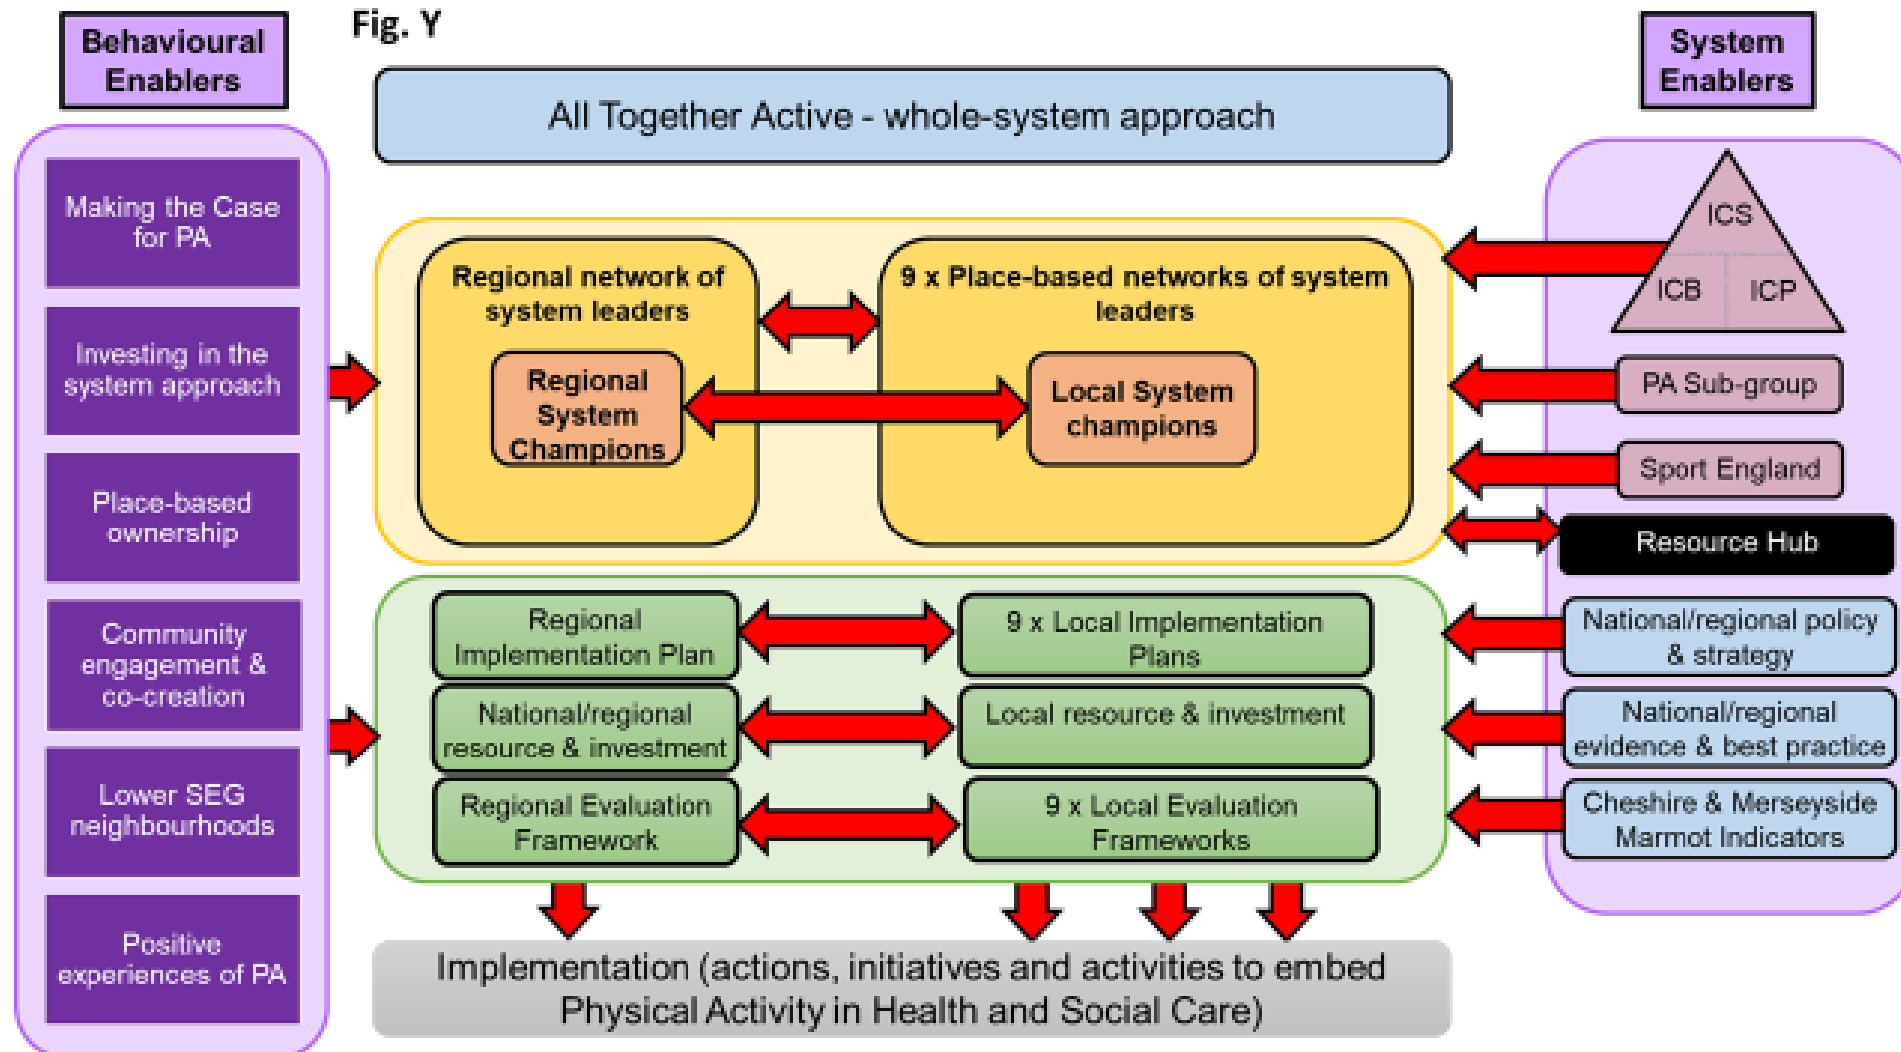 Fig. Y
Behavioural
Enablers
Making the Case
for PA
Investing in the
system approach
Place-based
ownership
Community
engagement &
co-creation
Lower SEG
neighbourhoods
Positive
experiences of PA
All Together Active - whole-system approach
Regional network of
system leaders
Regional
System
Champions
9 x Place-based networks of system
leaders
Local System
champions
Regional
Implementation Plan
9 x Local Implementation
Plans
National/regional
resource & investment
Local resource & investment
Regional Evaluation
Framework
9 x Local Evaluation
Frameworks
Implementation (actions, initiatives and activities to embed
Physical Activity in Health and Social Care)
System
Enablers
ICS
ICB
ICP
PA Sub-group
Sport England
Resource Hub
National/regional policy
& strategy
National/regional
evidence & best practice
Cheshire & Merseyside
Marmot Indicators